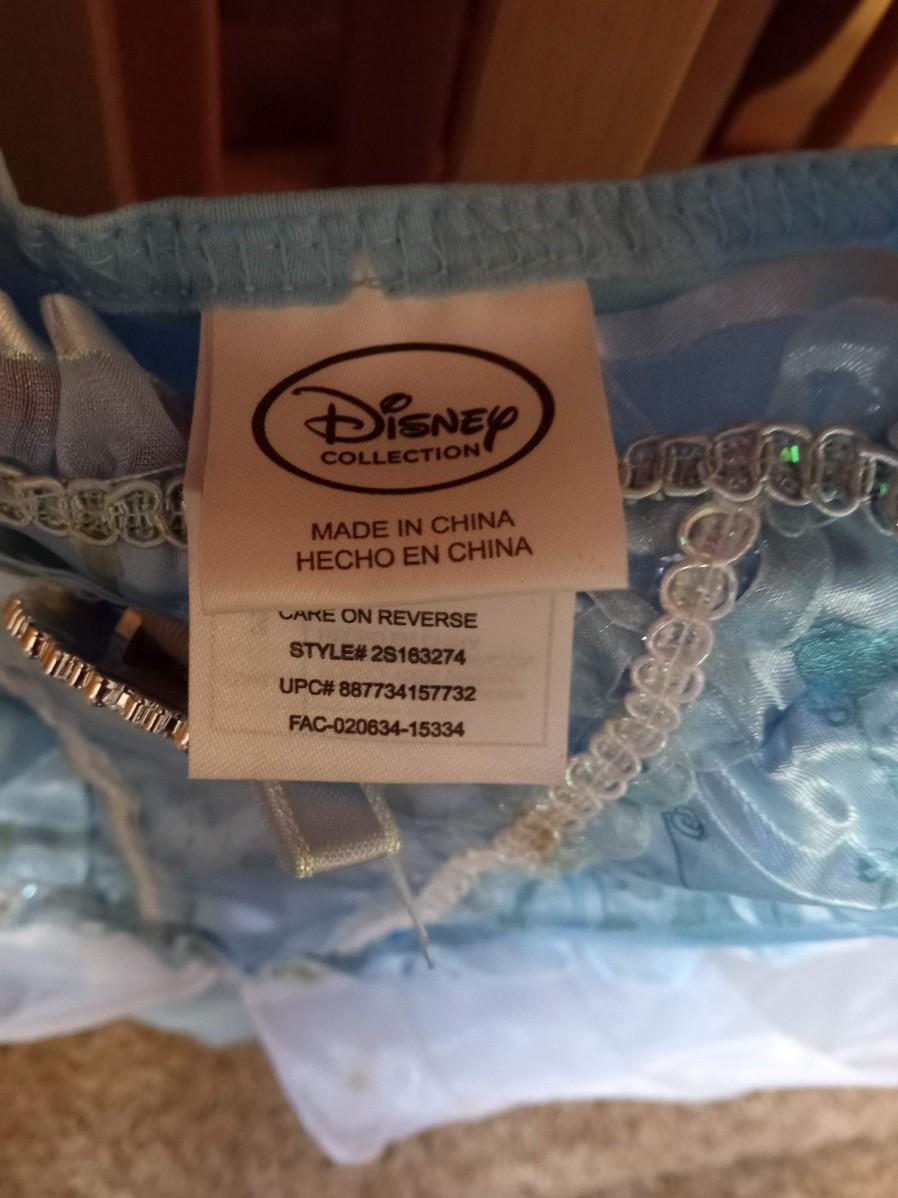 Disney
COLLECTION
MADE IN CHINA
HECHO EN CHINA
CARE ON REVERSE
STYLE# 2S163274
UPC# 887734157732
FAC-020634-15334